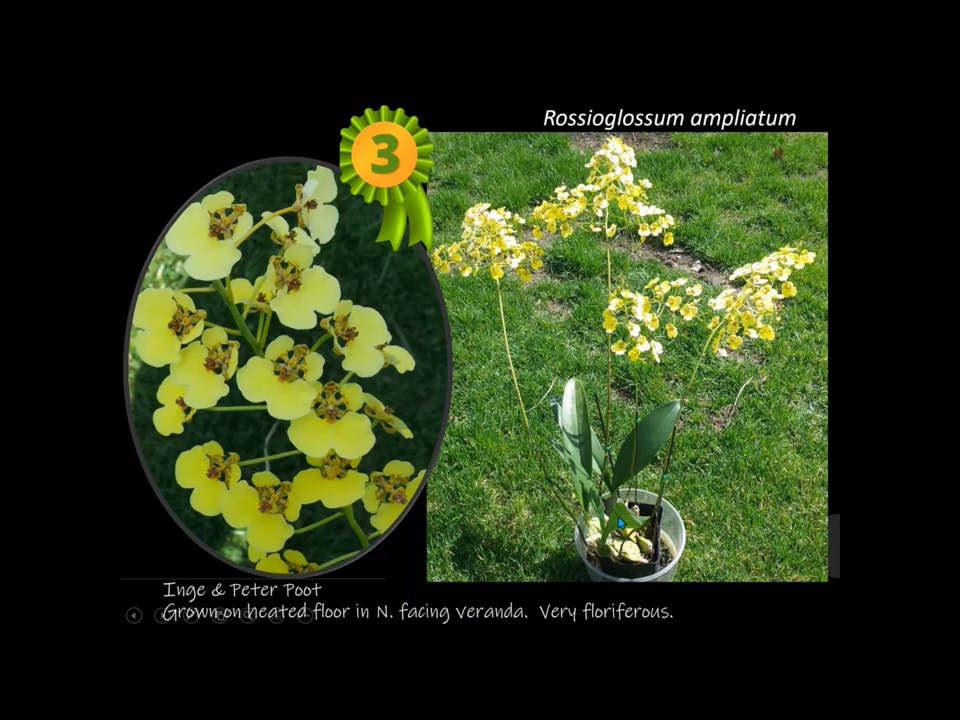 Rossioglossum ampliatum
3
Inge & Peter Poot
Grown on heated floor in N. facing veranda. Very floriferous.